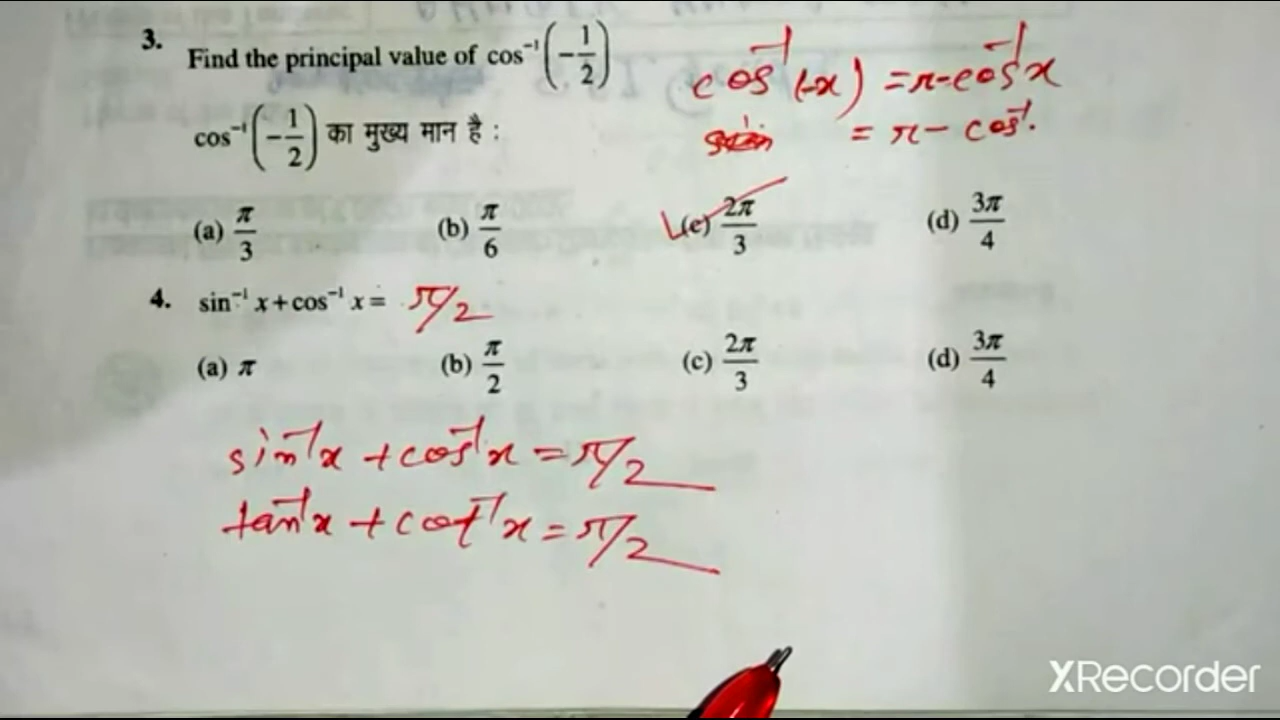 3. Find the principal value of cos⁻¹(−1/2)
cos⁻¹(-x) = π-cos⁻¹x
cos⁻¹(−1/2) का मुख्य मान है :
= π - cos⁻¹.
(a) π/3 (b) π/6 (c) 2π/3 (d) 3π/4
4. sin⁻¹ x + cos⁻¹ x = π/2
(a) π (b) π/2 (c) 2π/3 (d) 3π/4
sin⁻¹x + cos⁻¹x = π/2
tan⁻¹x + cot⁻¹x = π/2
XRecorder